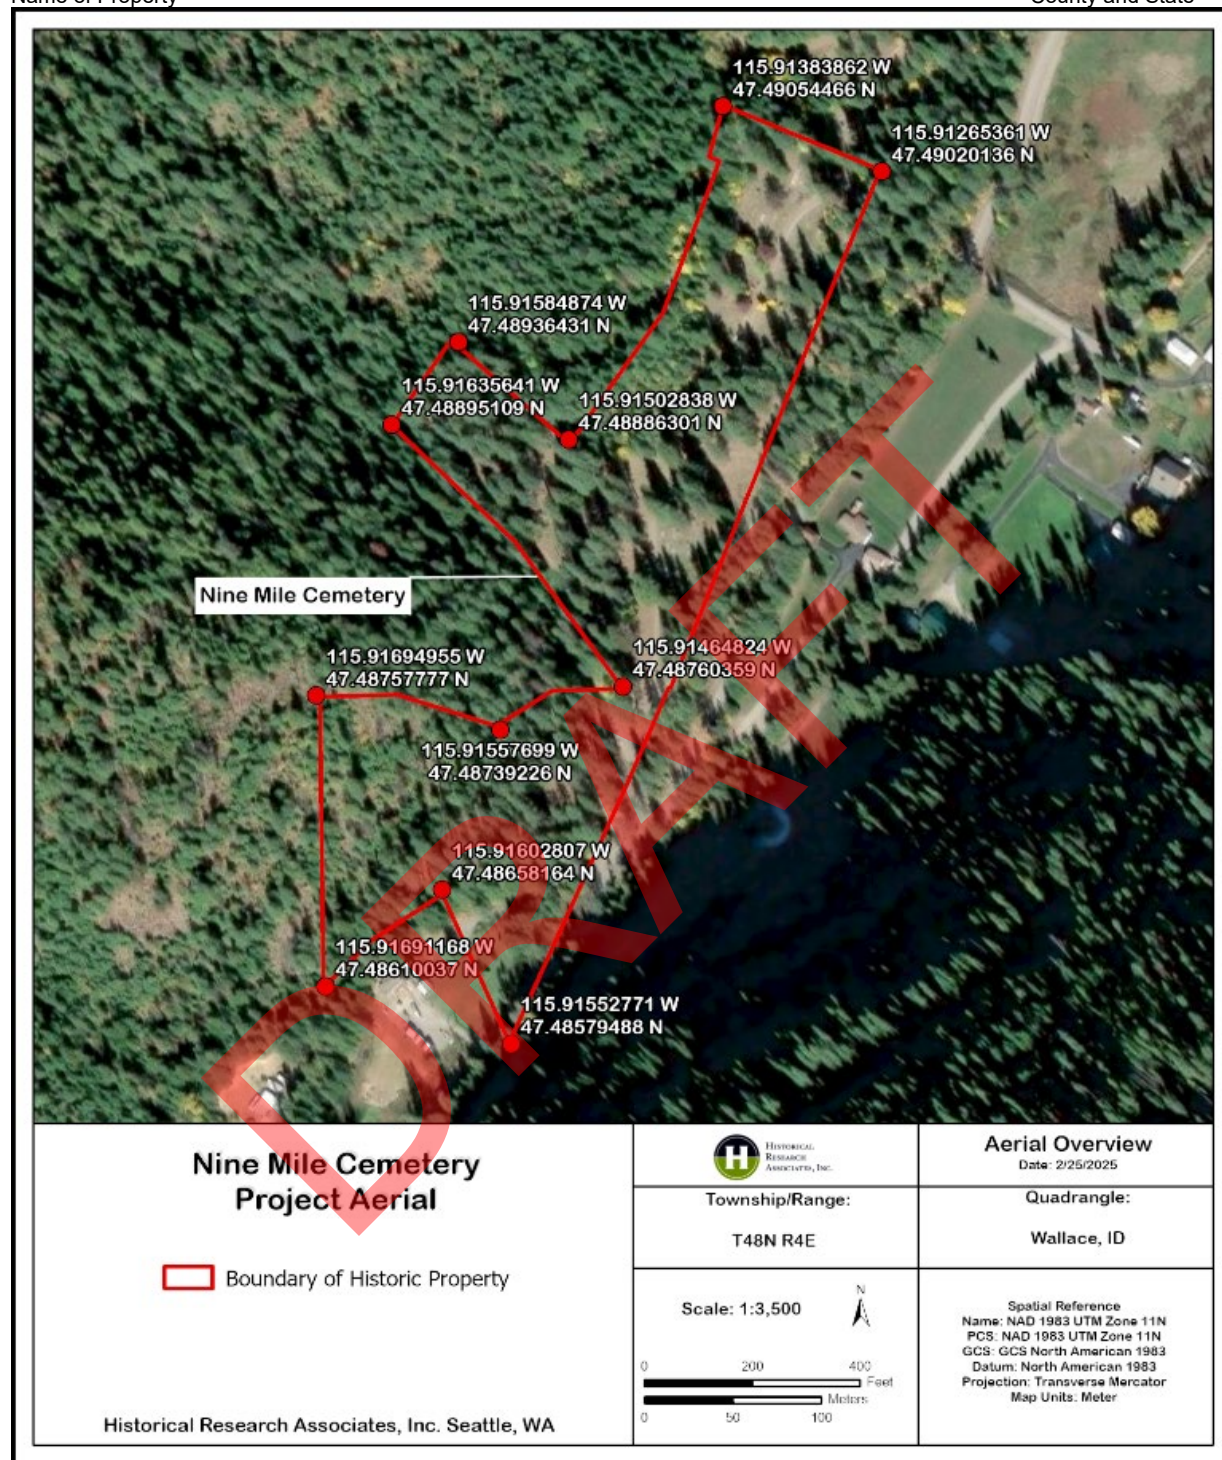 Name of Property
County and State
115.91383862 W
47.49054466 N
115.91265361 W
47.49020136 N
115.91584874 W
47.48936431 N
115.91635641 W
47.48895109 N
115.91502838 W
47.48886301 N
Nine Mile Cemetery
115.91464824 W
47.48760359 N
115.91694955 W
47.48757777 N
115.91557699 W
47.48739226 N
115.91602807 W
47.48658164 N
115.91691168 W
47.48610037 N
115.91552771 W
47.48579488 N
DRAFT
Nine Mile Cemetery
Project Aerial
Boundary of Historic Property
Historical Research Associates, Inc. Seattle, WA
H
HISTORICAL
RESEARCH
ASSOCIATES, INC.
Township/Range:
T48N R4E
Scale: 1:3,500
N
0 200 400
Feet
Meters
0 50 100
Aerial Overview
Date: 2/25/2025
Quadrangle:
Wallace, ID
Spatial Reference
Name: NAD 1983 UTM Zone 11N
PCS: NAD 1983 UTM Zone 11N
GCS: GCS North American 1983
Datum: North American 1983
Projection: Transverse Mercator
Map Units: Meter